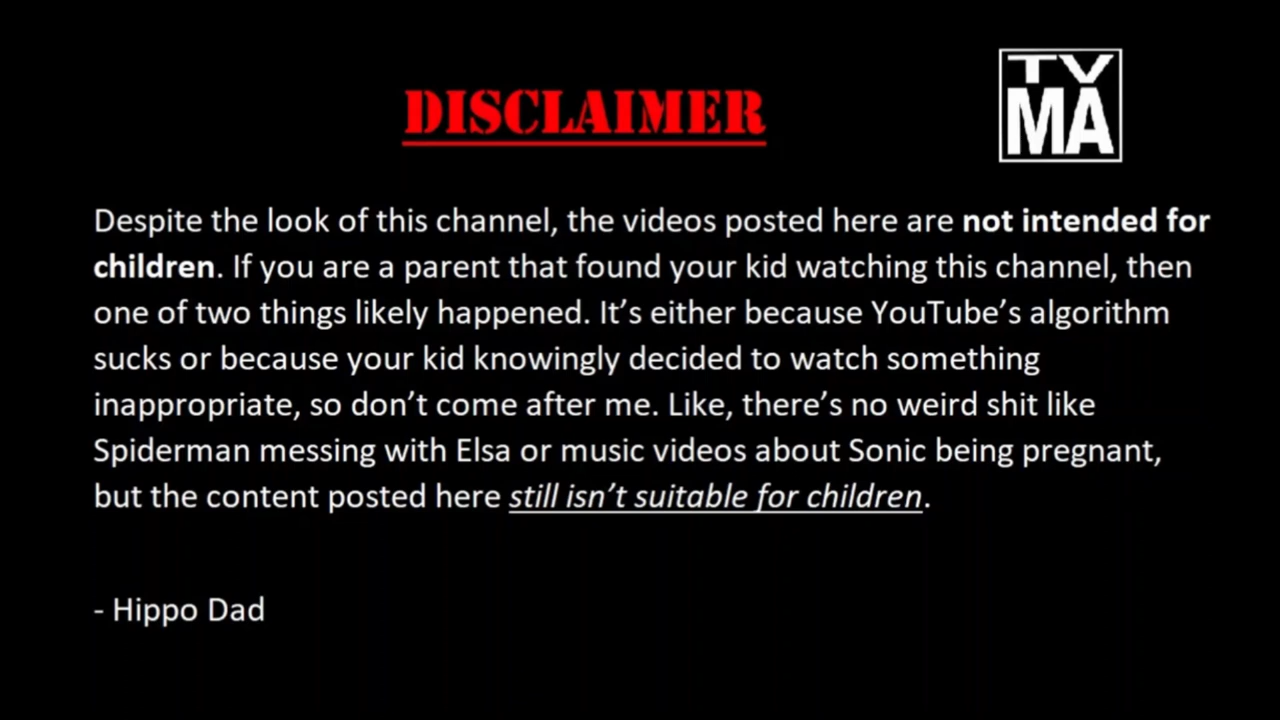 TV
MA
DISCLAIMER
Despite the look of this channel, the videos posted here are not intended for
children. If you are a parent that found your kid watching this channel, then
one of two things likely happened. It’s either because YouTube’s algorithm
sucks or because your kid knowingly decided to watch something
inappropriate, so don’t come after me. Like, there’s no weird shit like
Spiderman messing with Elsa or music videos about Sonic being pregnant,
but the content posted here still isn’t suitable for children.
- Hippo Dad